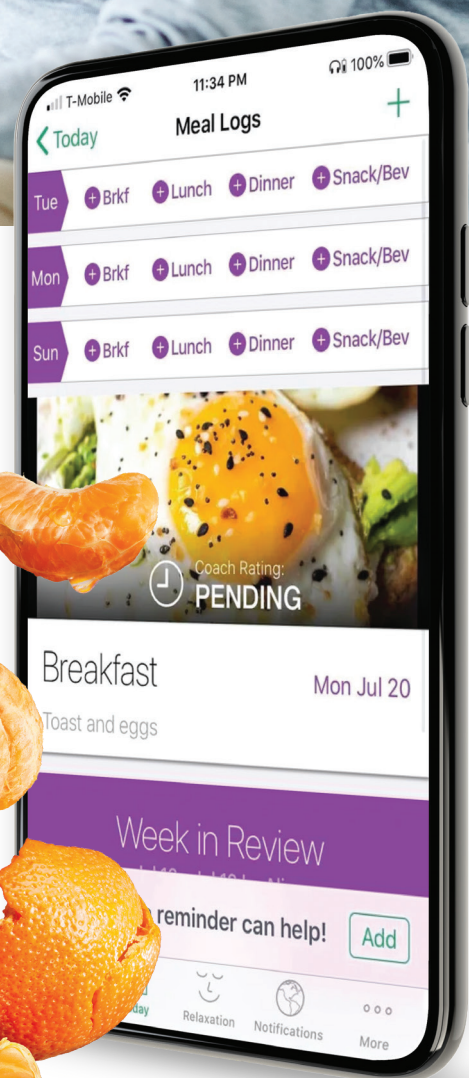 T-Mobile 11:34 PM 100%
Today Meal Logs +
Tue Brkf Lunch Dinner Snack/Bev
Mon Brkf Lunch Dinner Snack/Bev
Sun Brkf Lunch Dinner Snack/Bev
Coach Rating:
PENDING
Breakfast Mon Jul 20
Toast and eggs
Week in Review
reminder can help! Add
Relaxation Notifications More